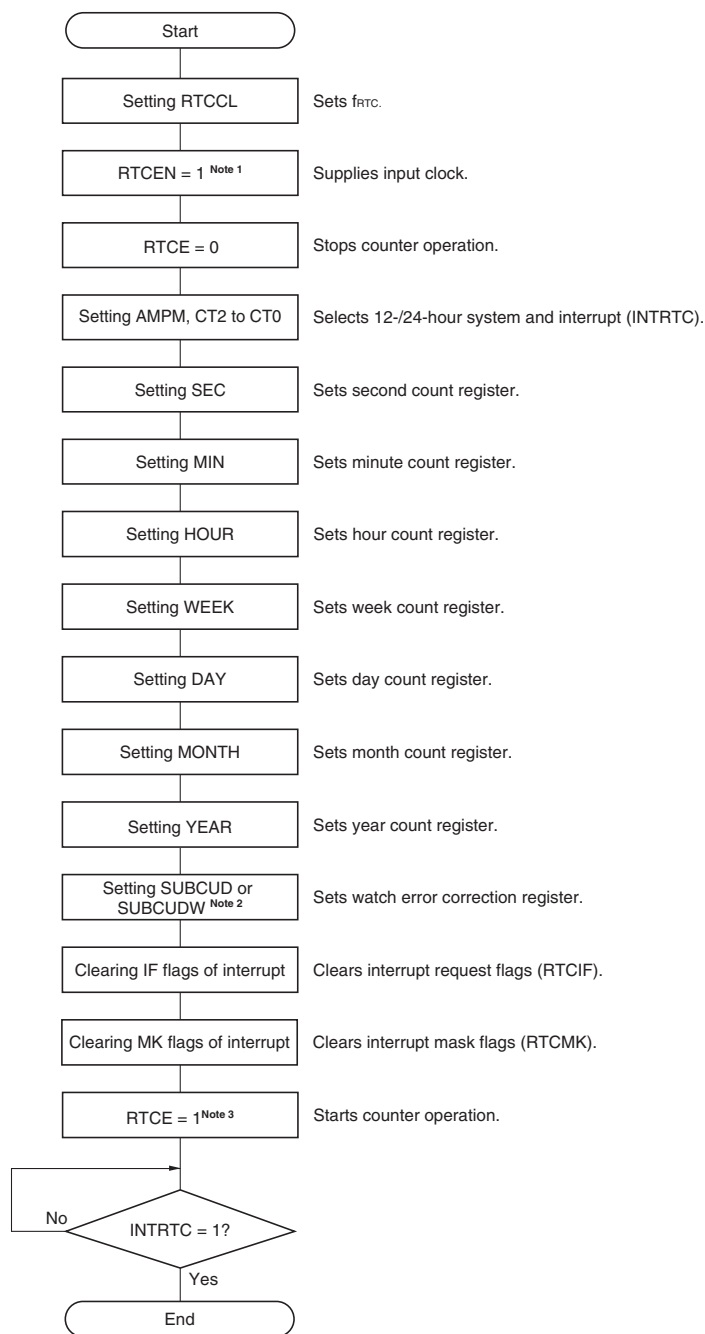 Start
Setting RTCCL
Sets fRTC.
RTCEN = 1 Note 1
Supplies input clock.
RTCE = 0
Stops counter operation.
Setting AMPM, CT2 to CT0
Selects 12-/24-hour system and interrupt (INTRTC).
Setting SEC
Sets second count register.
Setting MIN
Sets minute count register.
Setting HOUR
Sets hour count register.
Setting WEEK
Sets week count register.
Setting DAY
Sets day count register.
Setting MONTH
Sets month count register.
Setting YEAR
Sets year count register.
Setting SUBCUD or
SUBCUDW Note 2
Sets watch error correction register.
Clearing IF flags of interrupt
Clears interrupt request flags (RTCIF).
Clearing MK flags of interrupt
Clears interrupt mask flags (RTCMK).
RTCE = 1Note 3
Starts counter operation.
No
INTRTC = 1?
Yes
End